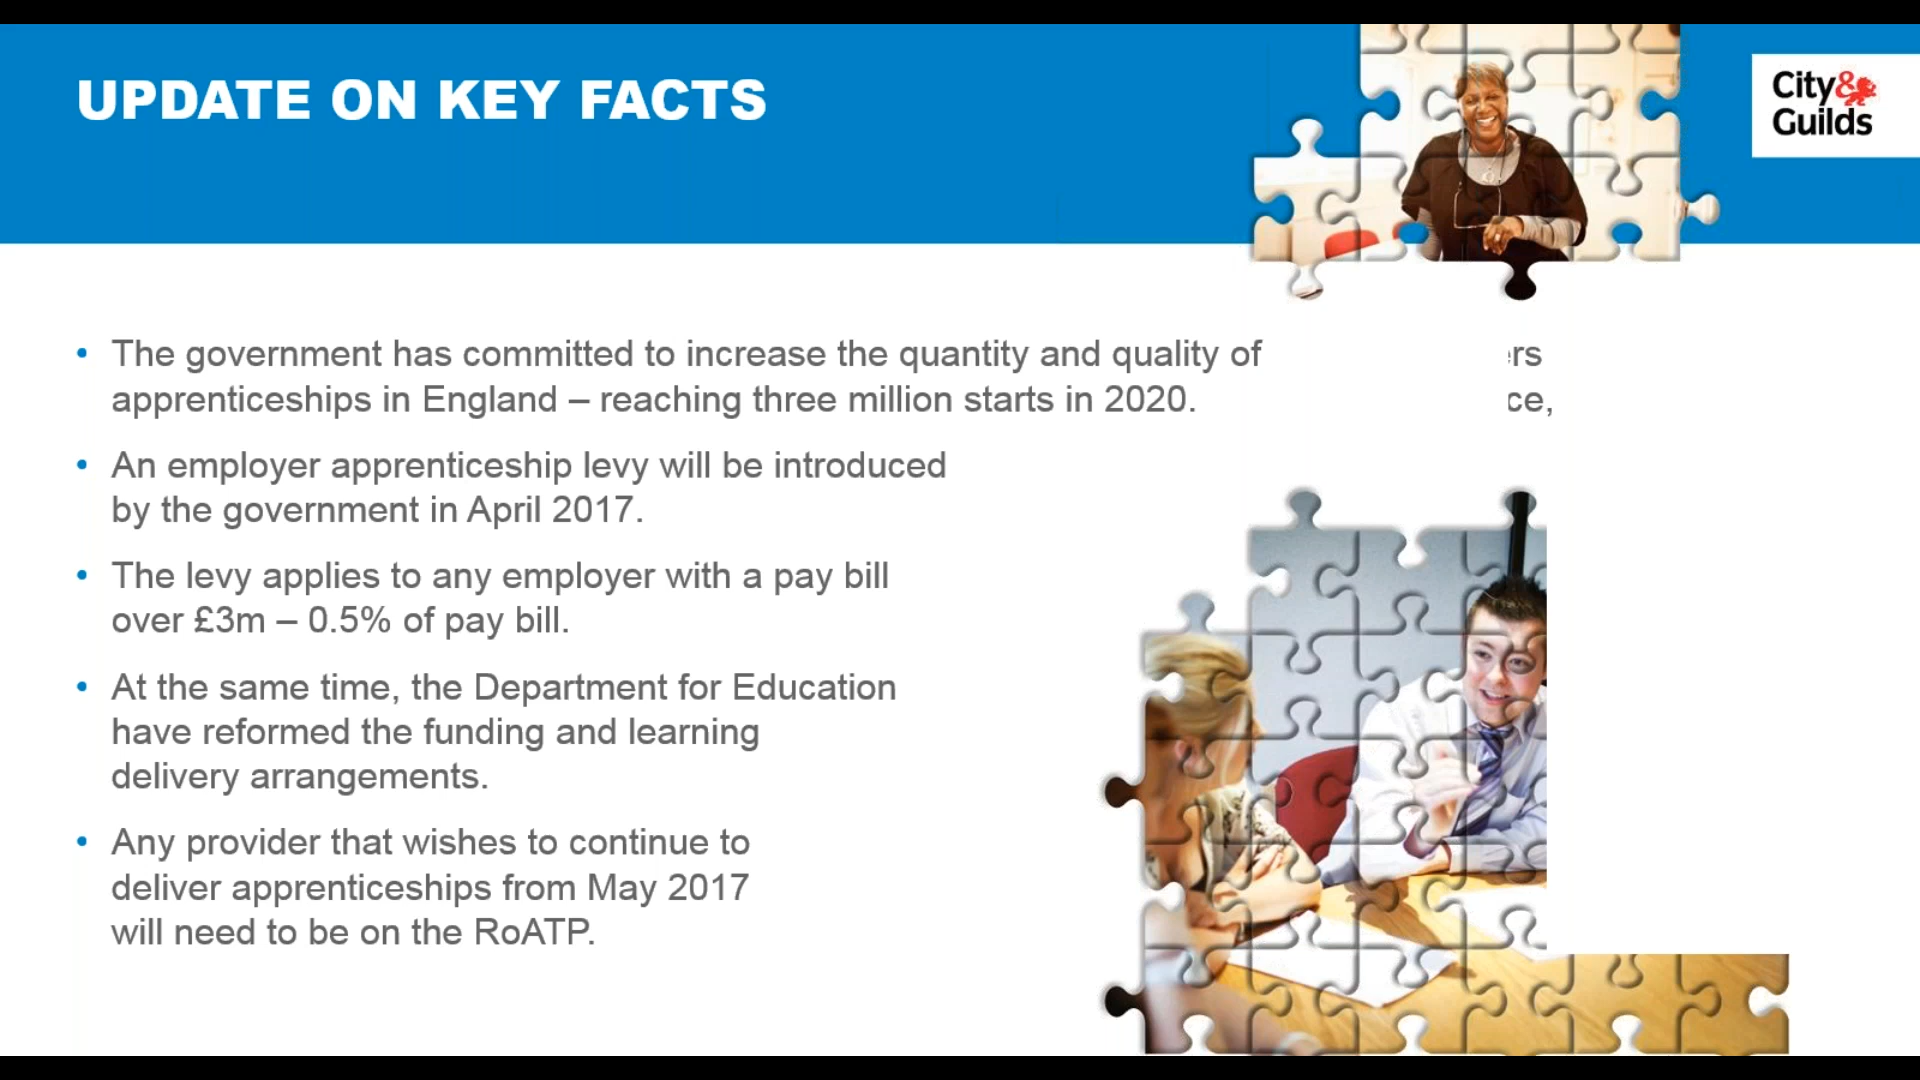 UPDATE ON KEY FACTS
City&
Guilds
• The government has committed to increase the quantity and quality of
apprenticeships in England – reaching three million starts in 2020.
• An employer apprenticeship levy will be introduced
by the government in April 2017.
• The levy applies to any employer with a pay bill
over £3m – 0.5% of pay bill.
• At the same time, the Department for Education
have reformed the funding and learning
delivery arrangements.
• Any provider that wishes to continue to
deliver apprenticeships from May 2017
will need to be on the RoATP.